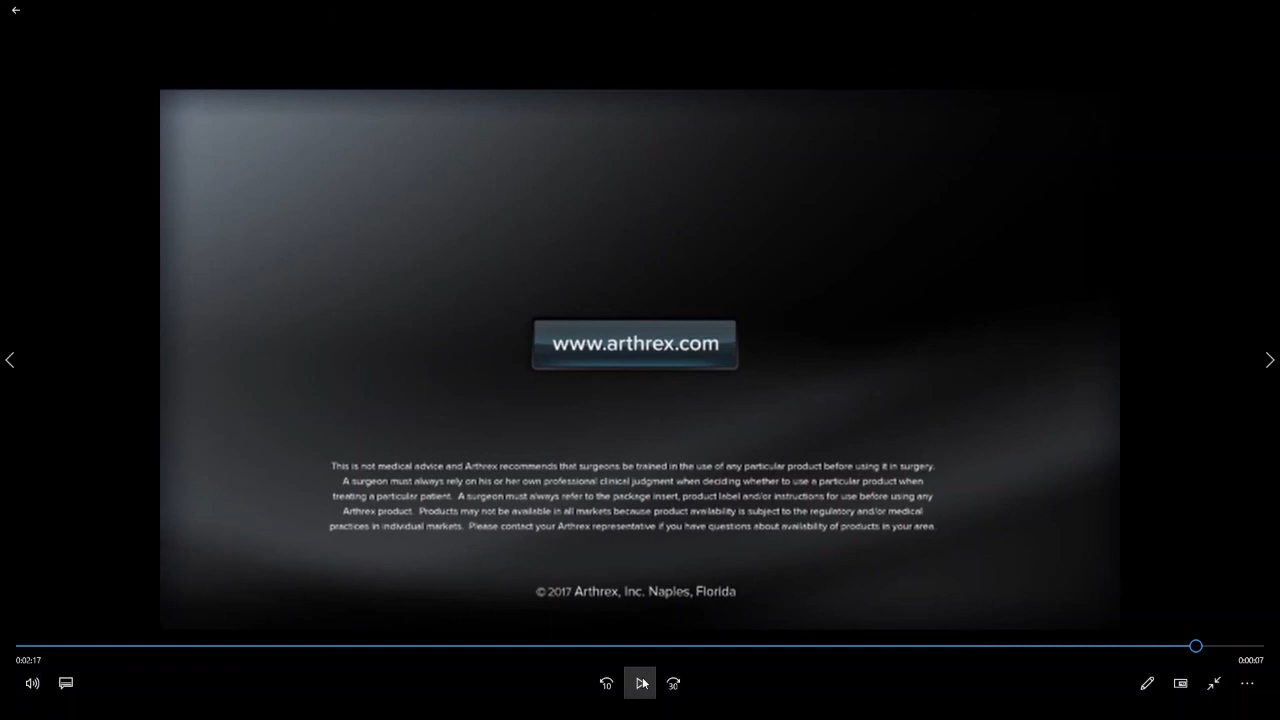 www.arthrex.com
This is not medical advice and Arthrex recommends that surgeons be trained in the use of any particular product before using it in surgery.
A surgeon must always rely on his or her own professional clinical judgment when deciding whether to use a particular product when
treating a particular patient. A surgeon must always refer to the package insert, product label and/or instructions for use before using any
Arthrex product. Products may not be available in all markets because product availability is subject to the regulatory and/or medical
practices in individual markets. Please contact your Arthrex representative if you have questions about availability of products in your area.
© 2017 Arthrex, Inc. Naples, Florida
0:02:17
0:00:07
10
30